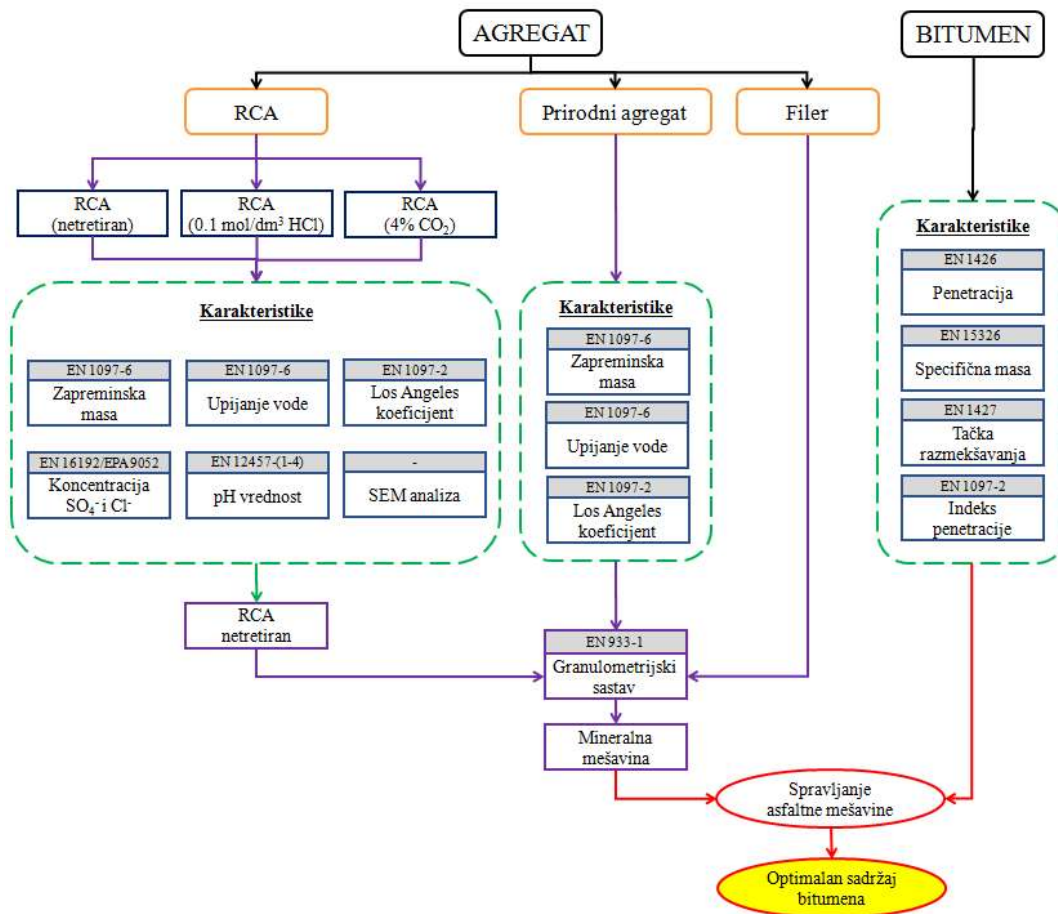 AGREGAT
BITUMEN
RCA
Prirodni agregat
Filer
RCA
(netretiran)
RCA
(0.1 mol/dm³ HCl)
RCA
(4% CO₂)
Karakteristike
EN 1097-6
Zapreminska
masa
EN 1097-6
Upijanje vode
EN 1097-2
Los Angeles
koeficijent
EN 16192/EPA 9052
Koncentracija
SO₄⁻ i Cl⁻
EN 12457-(1-4)
pH vrednost
-
SEM analiza
Karakteristike
EN 1097-6
Zapreminska
masa
EN 1097-6
Upijanje vode
EN 1097-2
Los Angeles
koeficijent
Karakteristike
EN 1426
Penetracija
EN 15326
Specifična masa
EN 1427
Tačka
razmekšavanja
EN 1097-2
Indeks
penetracije
RCA
netretiran
EN 933-1
Granulometrijski
sastav
Mineralna
mešavina
Spravljanje
asfaltne mešavine
Optimalan sadržaj
bitumena